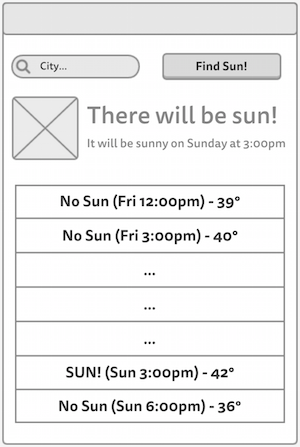 City...
Find Sun!
There will be sun!
It will be sunny on Sunday at 3:00pm
No Sun (Fri 12:00pm) - 39°
No Sun (Fri 3:00pm) - 40°
...
...
...
SUN! (Sun 3:00pm) - 42°
No Sun (Sun 6:00pm) - 36°